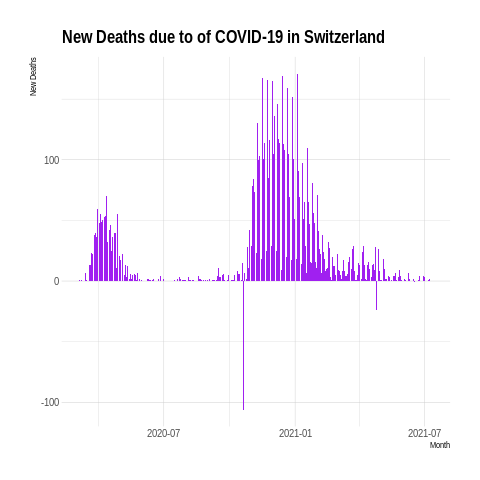 New Deaths due to of COVID-19 in Switzerland
New Deaths
100
0
-100
2020-07
2021-01
2021-07
Month